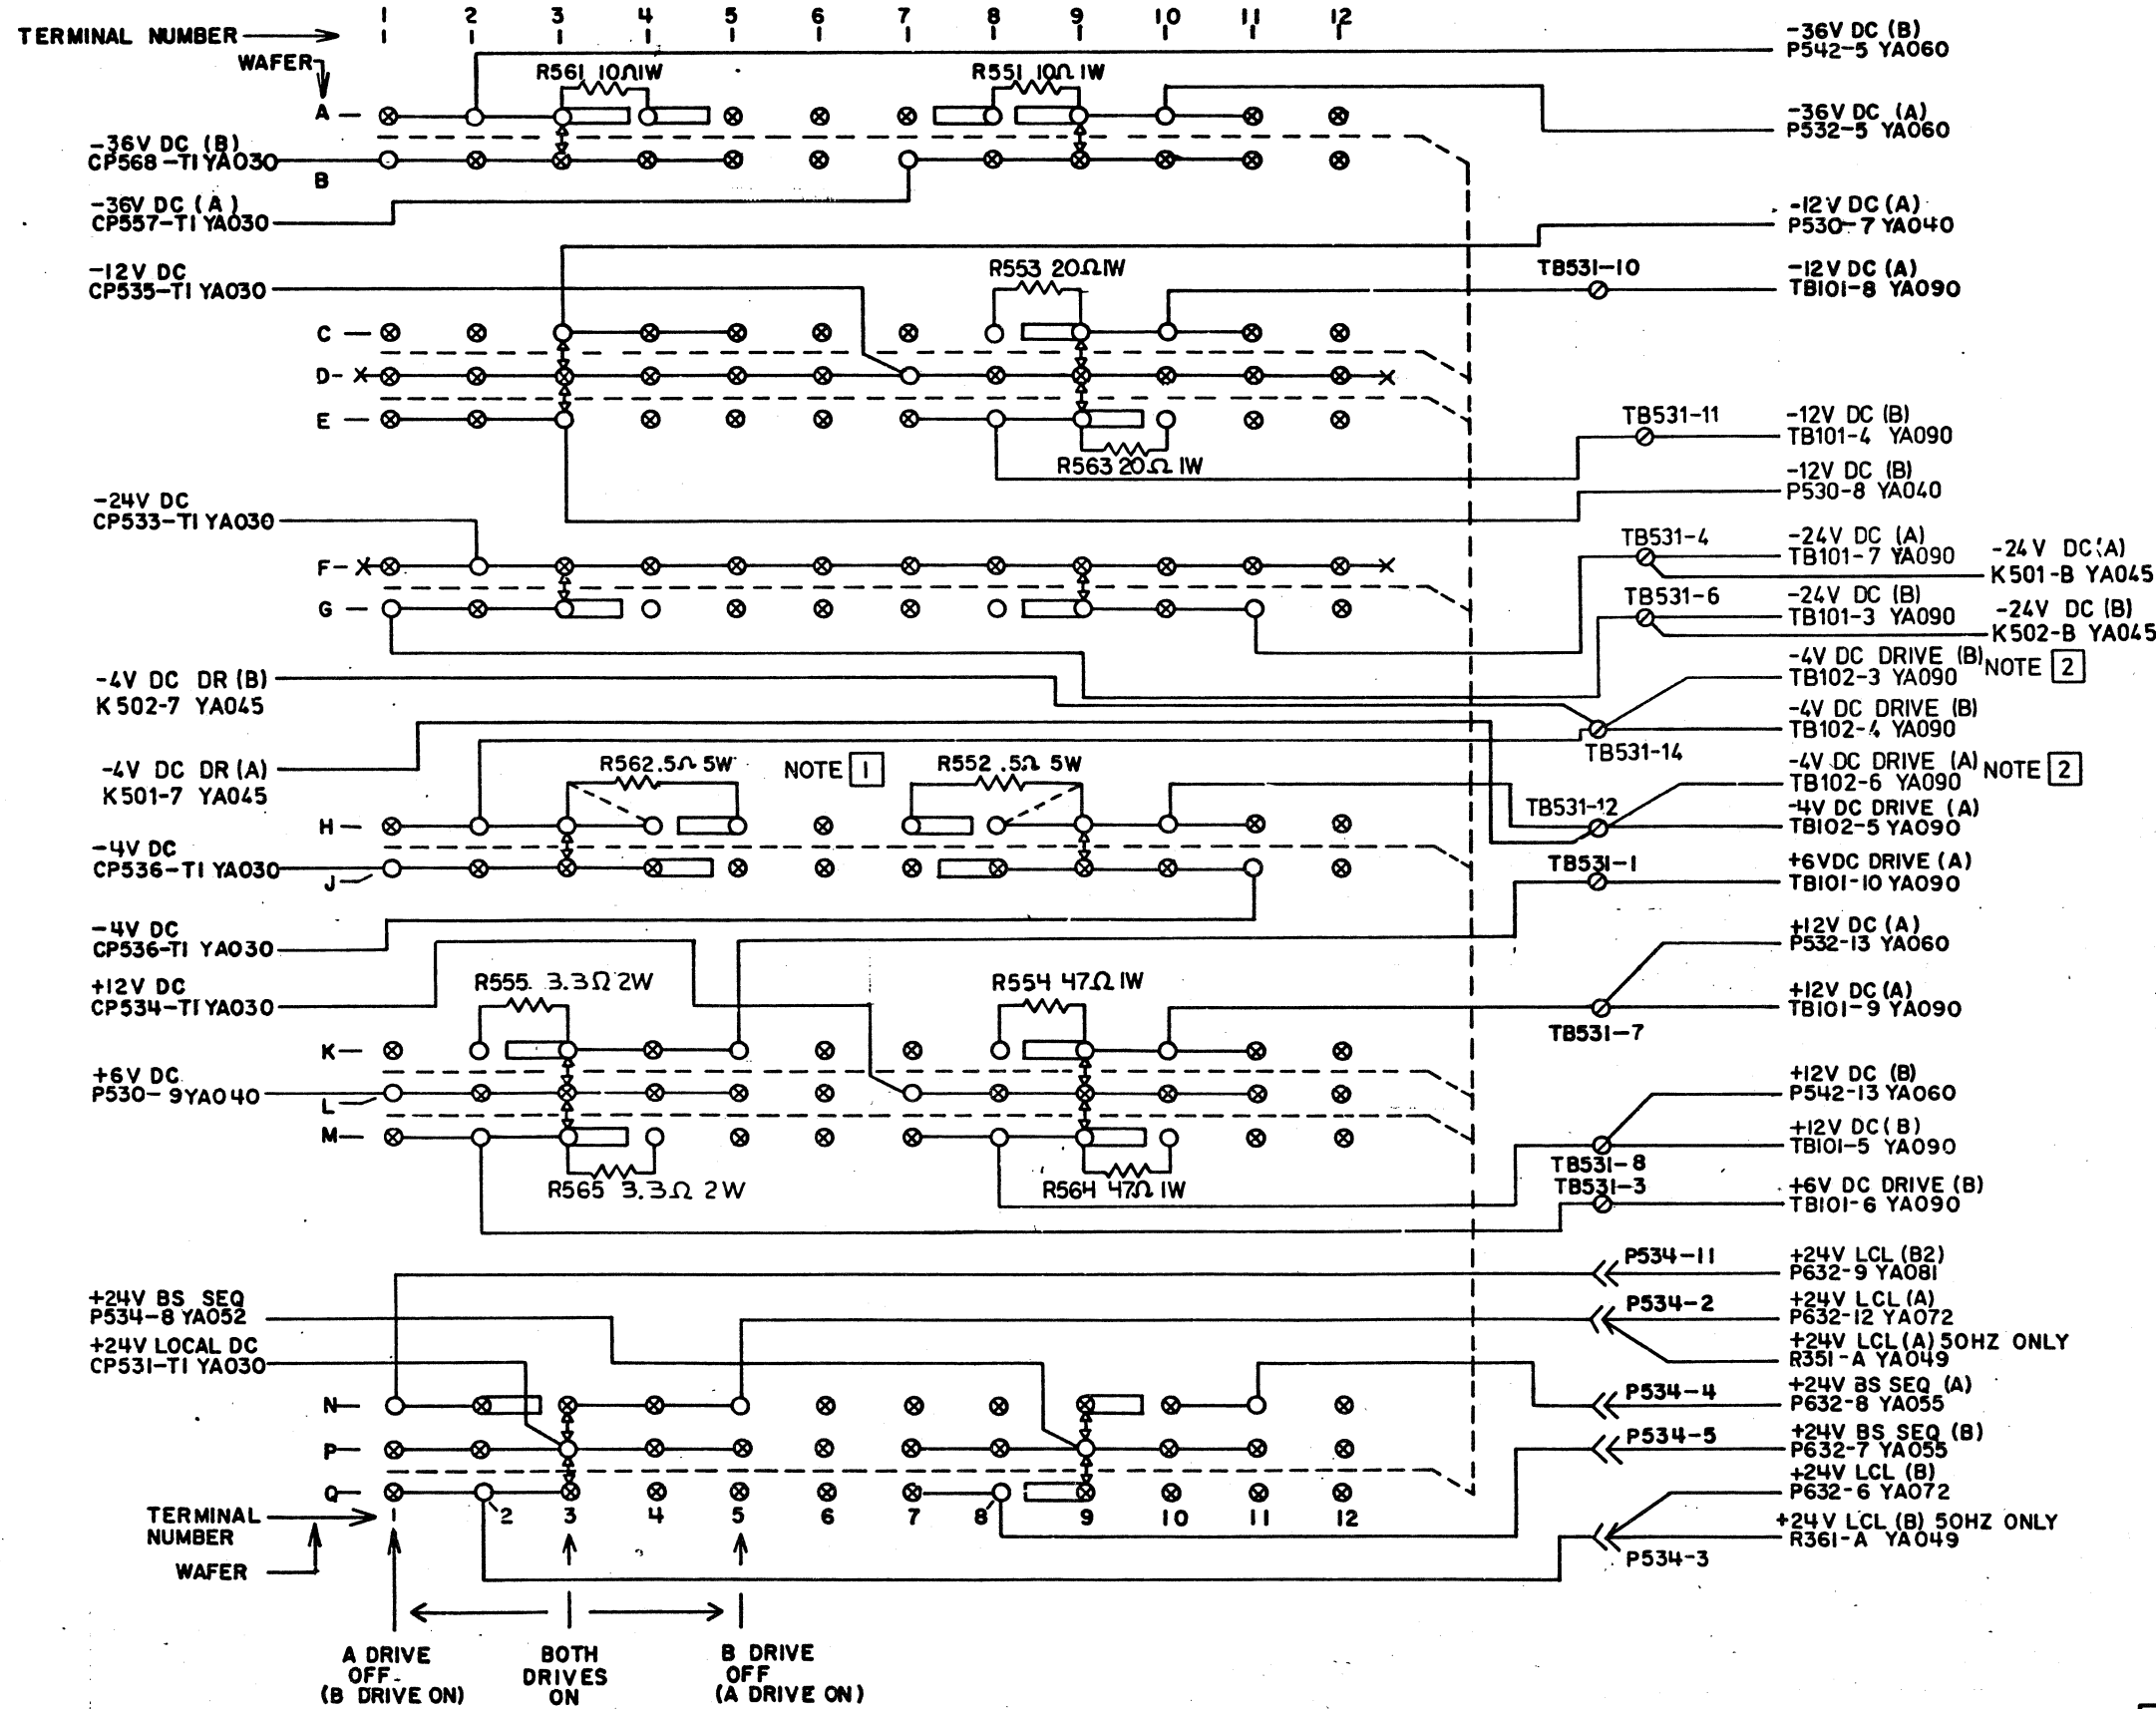 1 2 3 4 5 6 7 8 9 10 11 12
TERMINAL NUMBER
WAFER
-36V DC (B)
P542-5 YA060
R561 10Ω1W
R551 10Ω 1W
A
-36V DC (A)
P532-5 YA060
-36V DC (B)
CP568-T1 YA030
B
-36V DC (A)
CP557-T1 YA030
-12V DC (A)
P530-7 YA040
-12V DC
CP535-T1 YA030
R553 20Ω1W
TB531-10
-12V DC (A)
TB101-8 YA090
C
D
E
R563 20Ω 1W
TB531-11
-12V DC (B)
TB101-4 YA090
-12V DC (B)
P530-8 YA040
-24V DC
CP533-T1 YA030
TB531-4
-24V DC (A)
TB101-7 YA090
-24V DC (A)
K501-B YA045
F
G
TB531-6
-24V DC (B)
TB101-3 YA090
-24V DC (B)
K502-B YA045
-4V DC DR (B)
K502-7 YA045
-4V DC DRIVE (B)
TB102-3 YA090
NOTE 2
-4V DC DRIVE (B)
TB102-4 YA090
TB531-14
-4V DC DR (A)
K501-7 YA045
R562 .5Ω 5W
NOTE 1
R552 .5Ω 5W
-4V DC DRIVE (A)
TB102-6 YA090
NOTE 2
TB531-12
-4V DC DRIVE (A)
TB102-5 YA090
H
-4V DC
CP536-T1 YA030
J
TB531-1
+6VDC DRIVE (A)
TB101-10 YA090
-4V DC
CP536-T1 YA030
+12V DC (A)
P532-13 YA060
+12V DC
CP534-T1 YA030
R555 3.3Ω 2W
R554 47Ω 1W
+12V DC (A)
TB101-9 YA090
TB531-7
K
+6V DC
P530-9YA040
L
M
+12V DC (B)
P542-13 YA060
+12V DC (B)
TB101-5 YA090
TB531-8
R565 3.3Ω 2W
R564 47Ω 1W
TB531-3
+6V DC DRIVE (B)
TB101-6 YA090
P534-11
+24V LCL (B2)
P632-9 YA081
+24V BS SEQ
P534-8 YA052
P534-2
+24V LCL (A)
P632-12 YA072
+24V LOCAL DC
CP531-T1 YA030
+24V LCL (A) 50HZ ONLY
R351-A YA049
N
P534-4
+24V BS SEQ (A)
P632-8 YA055
P
P534-5
+24V BS SEQ (B)
P632-7 YA055
Q
+24V LCL (B)
P632-6 YA072
TERMINAL
NUMBER
1 2 3 4 5 6 7 8 9 10 11 12
+24V LCL (B) 50HZ ONLY
R361-A YA049
P534-3
WAFER
A DRIVE
OFF
(B DRIVE ON)
BOTH
DRIVES
ON
B DRIVE
OFF
(A DRIVE ON)